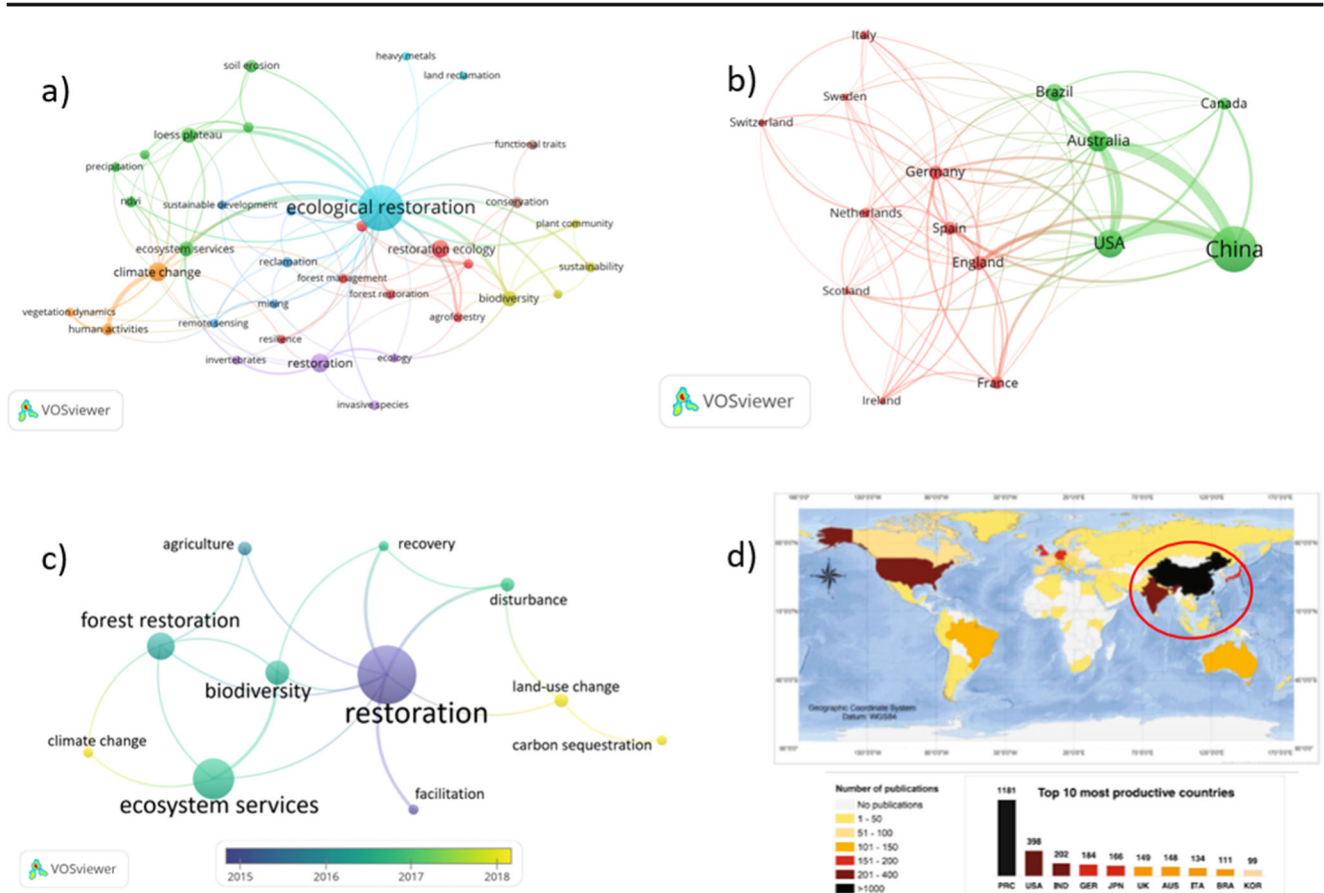 a)
heavy metals
soil erosion
land reclamation
loess plateau
functional traits
precipitation
ndvi
sustainable development
ecological restoration
conservation
plant community
ecosystem services
restoration ecology
climate change
reclamation
sustainability
forest management
forest restoration
biodiversity
mining
vegetation dynamics
agroforestry
human activities
remote sensing
resilience
invertebrates
restoration
ecology
invasive species
VOSviewer
b)
Italy
Sweden
Brazil
Canada
Switzerland
Australia
Germany
Netherlands
Spain
USA
China
England
Scotland
France
Ireland
VOSviewer
c)
agriculture
recovery
disturbance
forest restoration
biodiversity
land-use change
restoration
climate change
carbon sequestration
ecosystem services
facilitation
2015 2016 2017 2018
VOSviewer
d)
Geographic Coordinate System
Datum: WGS84
Number of publications
No publications
1 - 50
51 - 100
101 - 150
151 - 200
201 - 400
>1000
Top 10 most productive countries
1181 398 202 184 166 149 148 134 111 99
PRC USA IND GER JPN UK AUS ITA BRA KOR